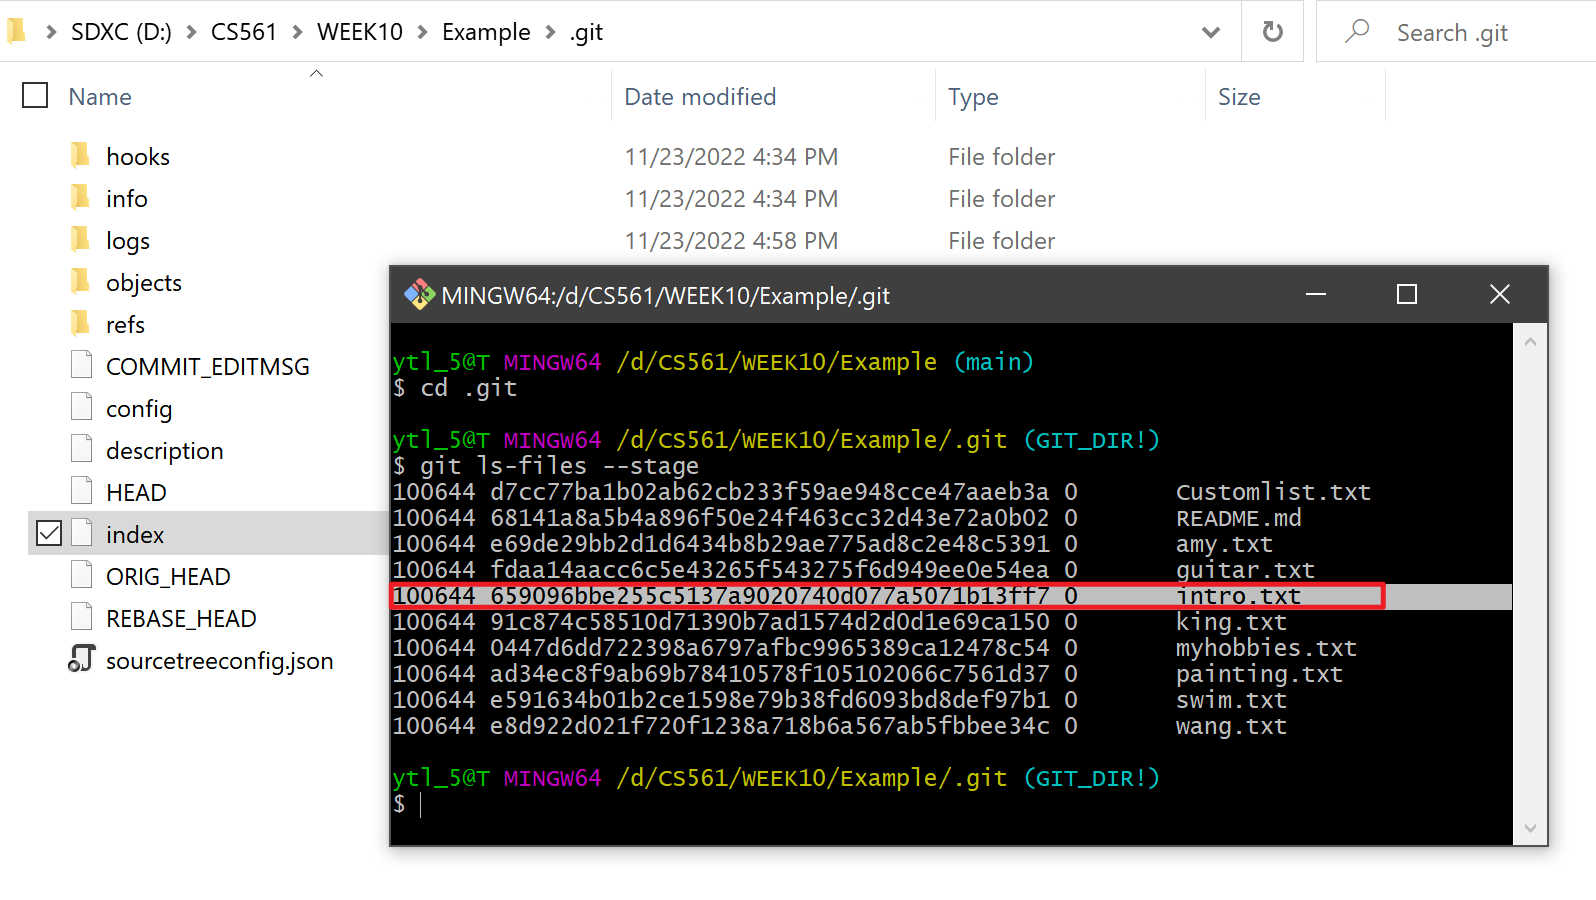 SDXC (D:) > CS561 > WEEK10 > Example > .git
Search .git
Name Date modified Type Size
hooks 11/23/2022 4:34 PM File folder
info 11/23/2022 4:34 PM File folder
logs 11/23/2022 4:58 PM File folder
objects
refs
COMMIT_EDITMSG
config
description
HEAD
index
ORIG_HEAD
REBASE_HEAD
sourcetreeconfig.json
MINGW64:/d/CS561/WEEK10/Example/.git
ytl_5@T MINGW64 /d/CS561/WEEK10/Example (main)
$ cd .git
ytl_5@T MINGW64 /d/CS561/WEEK10/Example/.git (GIT_DIR!)
$ git ls-files --stage
100644 d7cc77ba1b02ab62cb233f59ae948cce47aaeb3a 0 Customlist.txt
100644 68141a8a5b4a896f50e24f463cc32d43e72a0b02 0 README.md
100644 e69de29bb2d1d6434b8b29ae775ad8c2e48c5391 0 amy.txt
100644 fdaa14aacc6c5e43265f543275f6d949ee0e54ea 0 guitar.txt
100644 659096bbe255c5137a9020740d077a5071b13ff7 0 intro.txt
100644 91c874c58510d71390b7ad1574d2d0d1e69ca150 0 king.txt
100644 0447d6dd722398a6797afbc9965389ca12478c54 0 myhobbies.txt
100644 ad34ec8f9ab69b78410578f105102066c7561d37 0 painting.txt
100644 e591634b01b2ce1598e79b38fd6093bd8def97b1 0 swim.txt
100644 e8d922d021f720f1238a718b6a567ab5fbbee34c 0 wang.txt
ytl_5@T MINGW64 /d/CS561/WEEK10/Example/.git (GIT_DIR!)
$